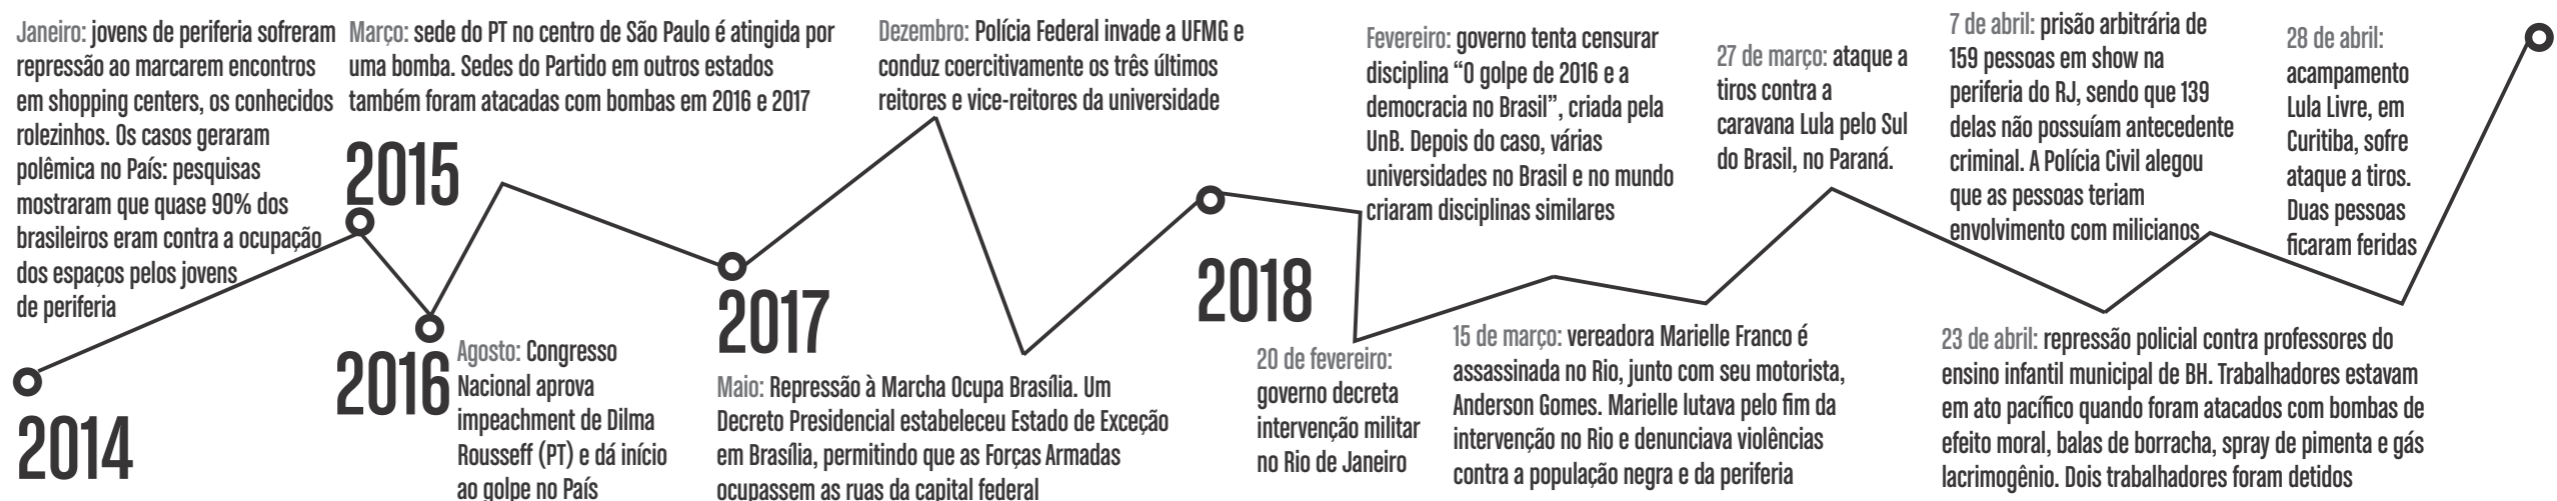 Janeiro: jovens de periferia sofreram
repressão ao marcarem encontros
em shopping centers, os conhecidos
rolezinhos. Os casos geraram
polêmica no País: pesquisas
mostraram que quase 90% dos
brasileiros eram contra a ocupação
dos espaços pelos jovens
de periferia
2014
Março: sede do PT no centro de São Paulo é atingida por
uma bomba. Sedes do Partido em outros estados
também foram atacadas com bombas em 2016 e 2017
2015
2016
Agosto: Congresso
Nacional aprova
impeachment de Dilma
Rousseff (PT) e dá início
ao golpe no País
2017
Maio: Repressão à Marcha Ocupa Brasília. Um
Decreto Presidencial estabeleceu Estado de Exceção
em Brasília, permitindo que as Forças Armadas
ocupassem as ruas da capital federal
Dezembro: Polícia Federal invade a UFMG e
conduz coercitivamente os três últimos
reitores e vice-reitores da universidade
2018
Fevereiro: governo tenta censurar
disciplina “O golpe de 2016 e a
democracia no Brasil”, criada pela
UnB. Depois do caso, várias
universidades no Brasil e no mundo
criaram disciplinas similares
20 de fevereiro:
governo decreta
intervenção militar
no Rio de Janeiro
15 de março: vereadora Marielle Franco é
assassinada no Rio, junto com seu motorista,
Anderson Gomes. Marielle lutava pelo fim da
intervenção no Rio e denunciava violências
contra a população negra e da periferia
27 de março: ataque a
tiros contra a
caravana Lula pelo Sul
do Brasil, no Paraná.
7 de abril: prisão arbitrária de
159 pessoas em show na
periferia do RJ, sendo que 139
delas não possuíam antecedente
criminal. A Polícia Civil alegou
que as pessoas teriam
envolvimento com milicianos
23 de abril: repressão policial contra professores do
ensino infantil municipal de BH. Trabalhadores estavam
em ato pacífico quando foram atacados com bombas de
efeito moral, balas de borracha, spray de pimenta e gás
lacrimogênio. Dois trabalhadores foram detidos
28 de abril:
acampamento
Lula Livre, em
Curitiba, sofre
ataque a tiros.
Duas pessoas
ficaram feridas